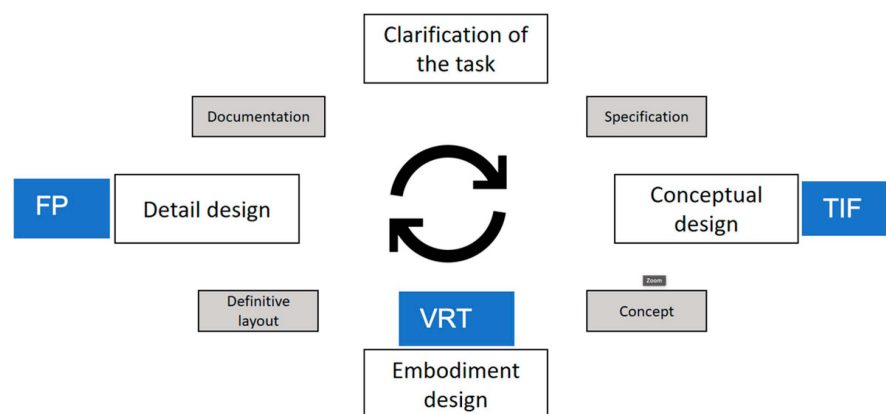 Clarification of
the task
Documentation
Specification
FP
Detail design
Conceptual
design
TIF
Zoom
Definitive
layout
VRT
Concept
Embodiment
design